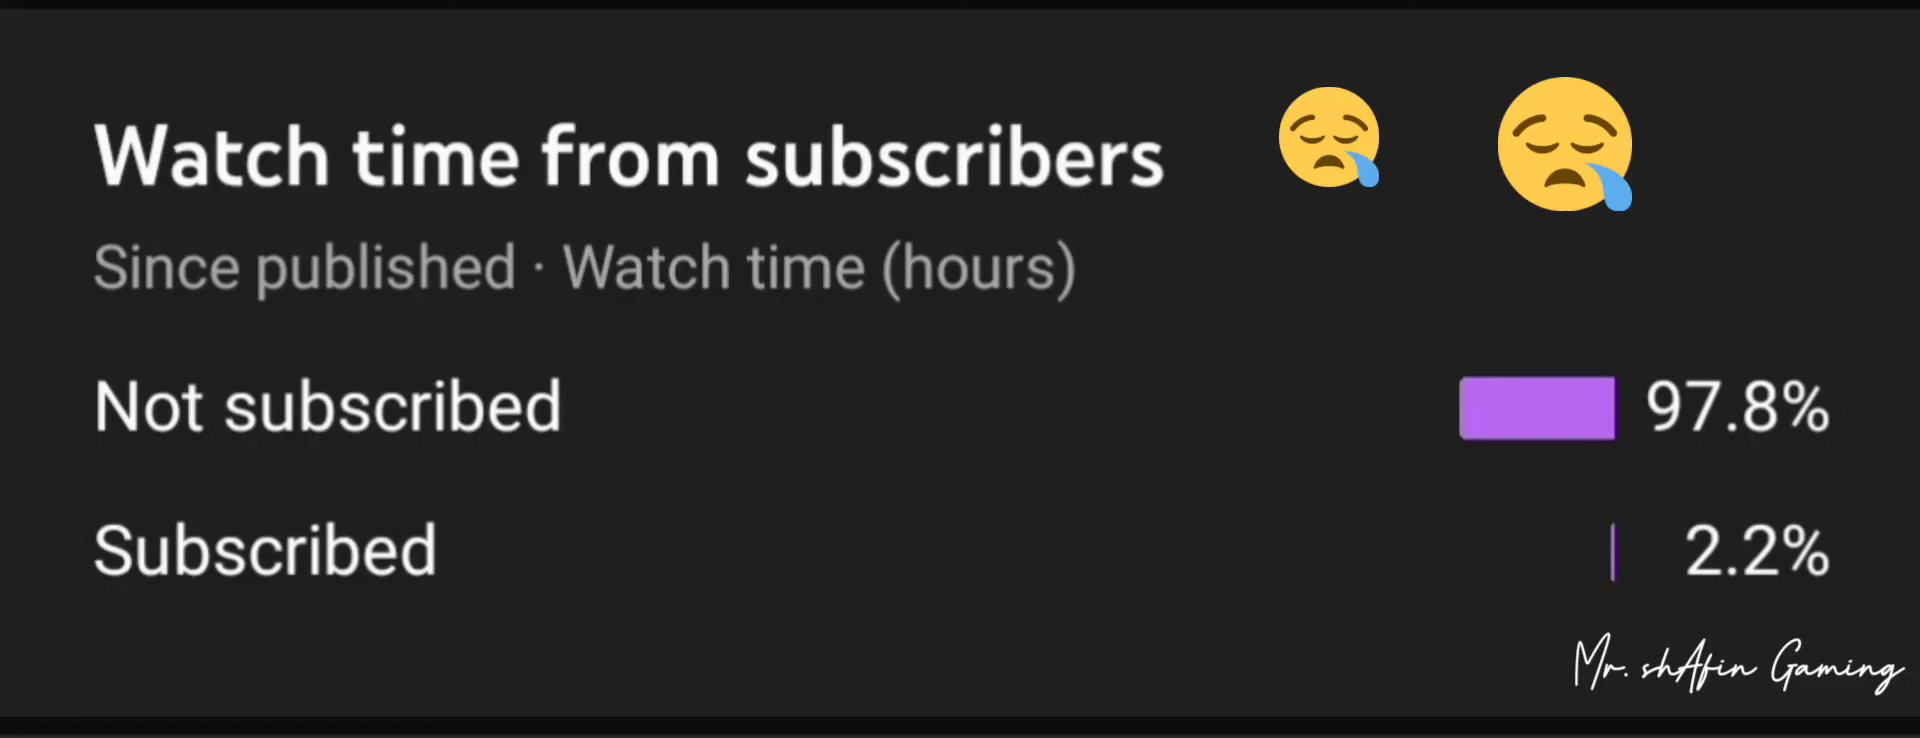 Watch time from subscribers
Since published · Watch time (hours)
Not subscribed 97.8%
Subscribed 2.2%
Mr. shAfin Gaming